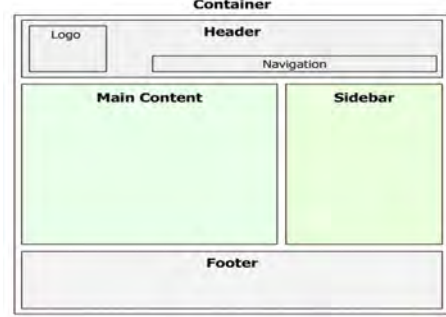 Container
Logo
Header
Navigation
Main Content
Sidebar
Footer